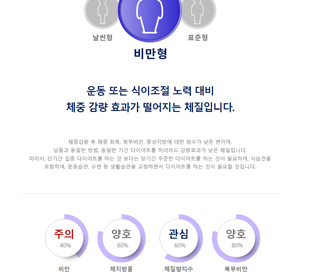 날씬형
표준형
비만형
운동 또는 식이조절 노력 대비
체중 감량 효과가 떨어지는 체질입니다.
체중감량 후 체중 회복, 복부비만, 중성지방에 대한 점수가 낮은 편이며,
남들과 동일한 방법, 동일한 기간 다이어트를 하더라도 감량효과가 낮은 체질입니다.
따라서, 단기간 집중 다이어트를 하는 것 보다는 장기간 꾸준한 다이어트를 하는 것이 필요하며, 식습관을
포함하여, 운동습관, 수면 등 생활습관을 교정하면서 다이어트를 하는 것이 필요할 것입니다.
주의
40%
양호
80%
관심
60%
양호
80%
비만
체지방률
체질량지수
복부비만